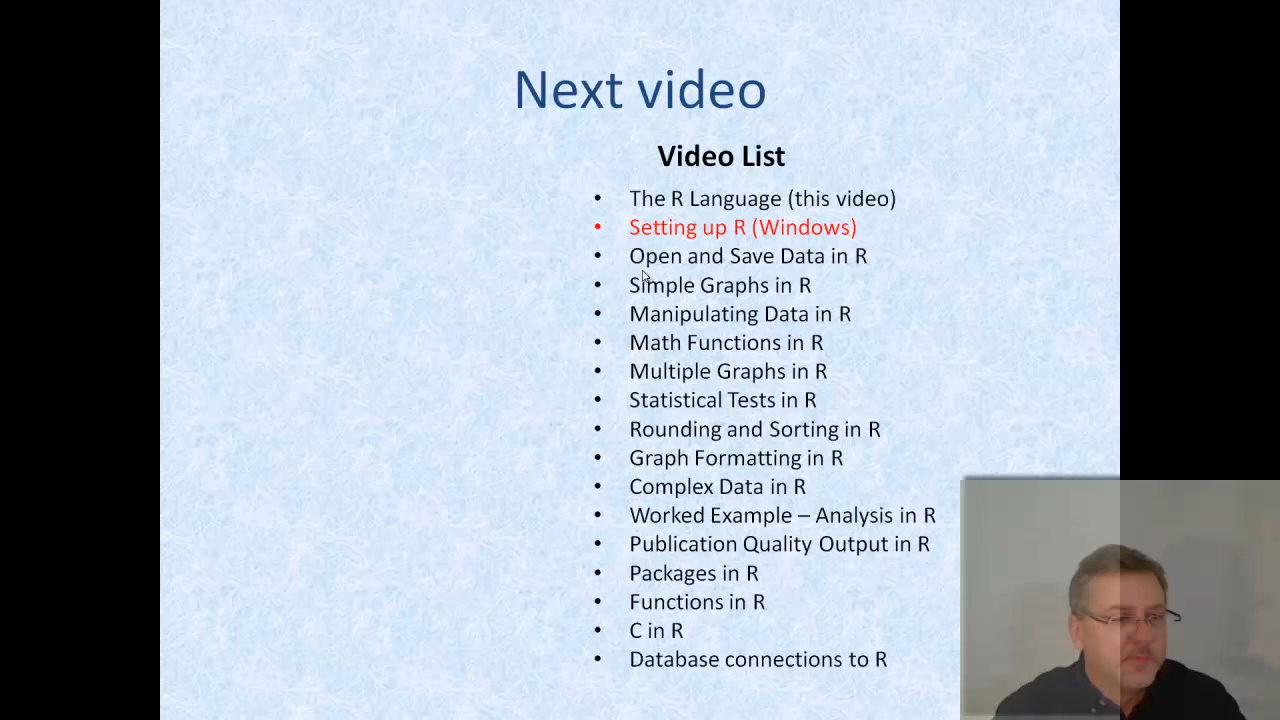 Next video
Video List
• The R Language (this video)
• Setting up R (Windows)
• Open and Save Data in R
• Simple Graphs in R
• Manipulating Data in R
• Math Functions in R
• Multiple Graphs in R
• Statistical Tests in R
• Rounding and Sorting in R
• Graph Formatting in R
• Complex Data in R
• Worked Example – Analysis in R
• Publication Quality Output in R
• Packages in R
• Functions in R
• C in R
• Database connections to R